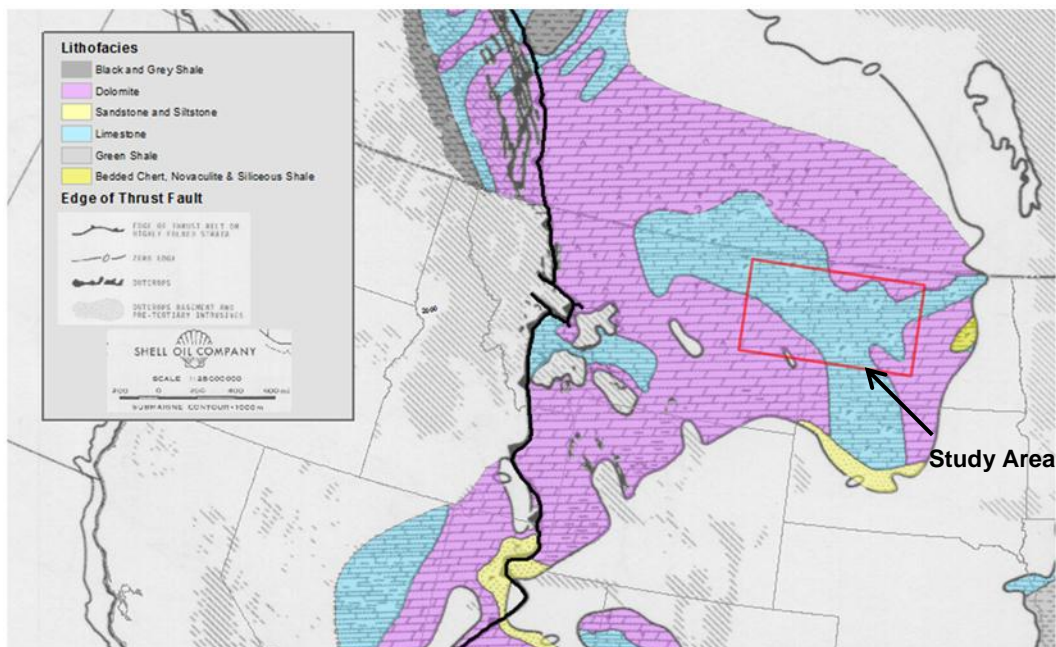 Lithofacies
Black and Grey Shale
Dolomite
Sandstone and Siltstone
Limestone
Green Shale
Bedded Chert, Novaculite & Siliceous Shale
Edge of Thrust Fault
EDGE OF THRUST BELT OR
HIGHLY FOLDED STRATA
ZERO EDGE
OUTCROPS
OUTCROPS BASEMENT AND
PRE-TERTIARY INTRUSIVES
SHELL OIL COMPANY
SCALE 1:25000000
200 0 200 400 600 mi
SUBMARINE CONTOUR-1000 m
Study Area